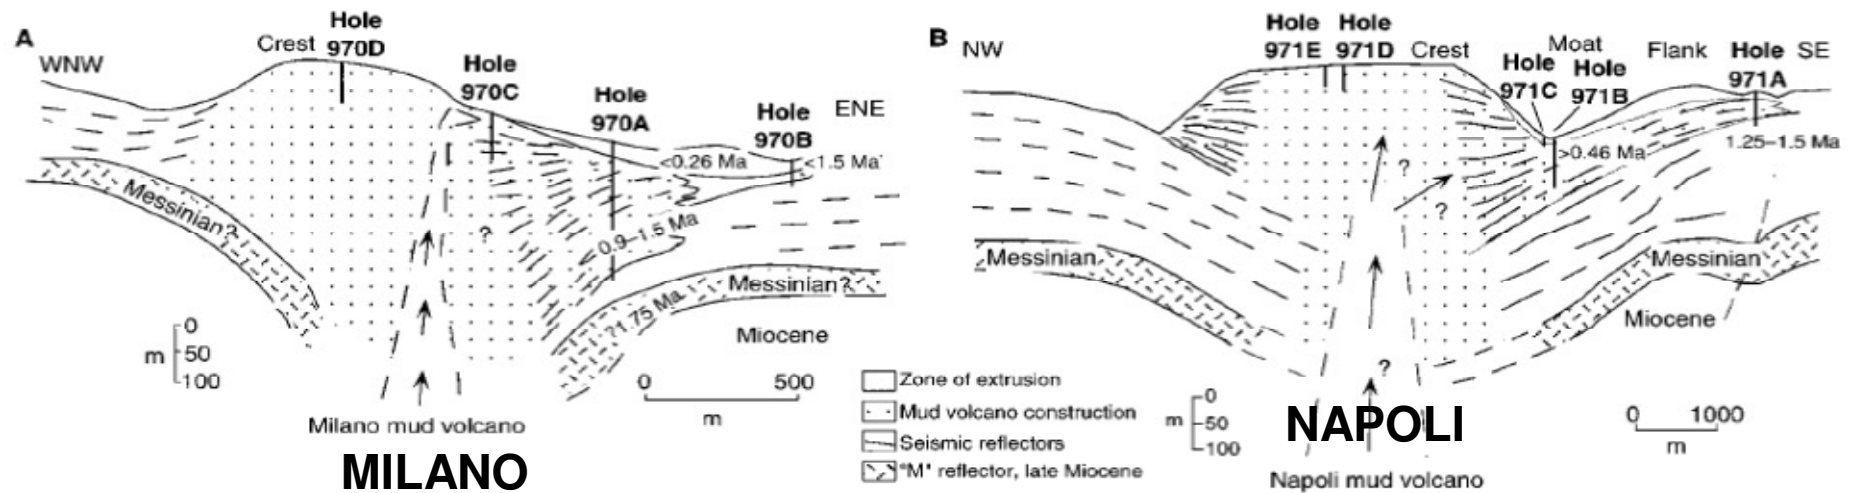 A
WNW
Crest
Hole
970D
Hole
970C
Hole
970A
Hole
970B
ENE
<0.26 Ma
<1.5 Ma
Messinian?
?
0.9–1.5 Ma
Messinian?
?1.75 Ma
Miocene
m
0
50
100
0 500
m
Milano mud volcano
MILANO
Zone of extrusion
Mud volcano construction
Seismic reflectors
"M" reflector, late Miocene
B
NW
Hole
971E
Hole
971D
Crest
Moat
Hole
971C
Hole
971B
Flank
Hole
971A
SE
>0.46 Ma
1.25–1.5 Ma
?
?
Messinian
Messinian
Miocene
?
m
0
50
100
NAPOLI
0 1000
m
Napoli mud volcano